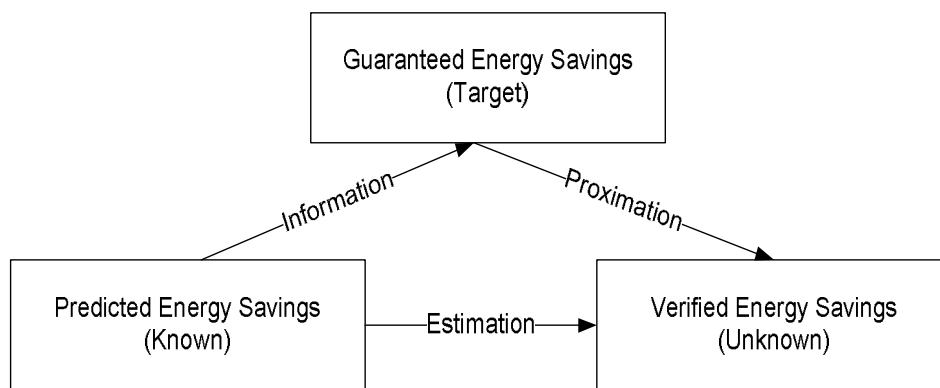 Guaranteed Energy Savings
(Target)
Information
Proximation
Predicted Energy Savings
(Known)
Estimation
Verified Energy Savings
(Unknown)